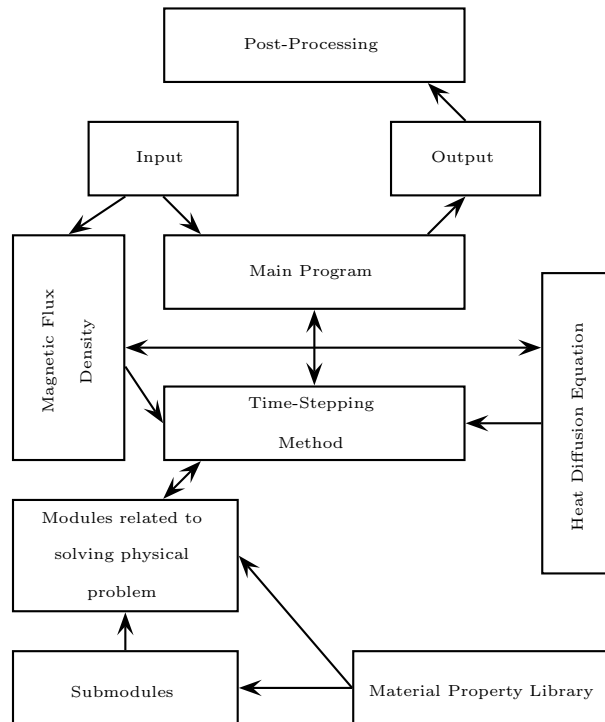 Post-Processing
Input
Output
Main Program
Magnetic Flux
Density
Heat Diffusion Equation
Time-Stepping
Method
Modules related to
solving physical
problem
Submodules
Material Property Library